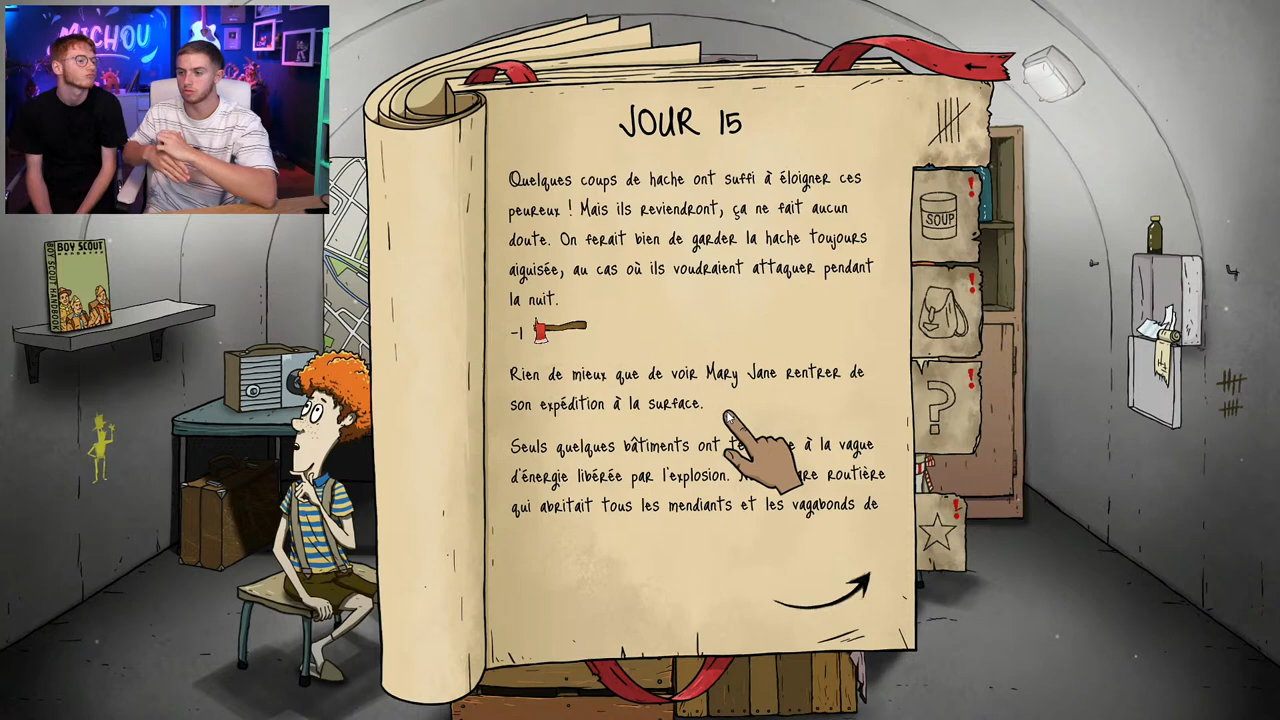 MICHOU
BOY SCOUT
HANDBOOK
BOY SCOUT HANDBOOK
JOUR 15
Quelques coups de hache ont suffi à éloigner ces
peureux ! Mais ils reviendront, ça ne fait aucun
doute. On ferait bien de garder la hache toujours
aiguisée, au cas où ils voudraient attaquer pendant
la nuit.
-1
Rien de mieux que de voir Mary Jane rentrer de
son expédition à la surface.
Seuls quelques bâtiments ont à la vague
d'énergie libérée par l'explosion. routière
qui abritait tous les mendiants et les vagabonds de
!
SOUP
!
!
?
!